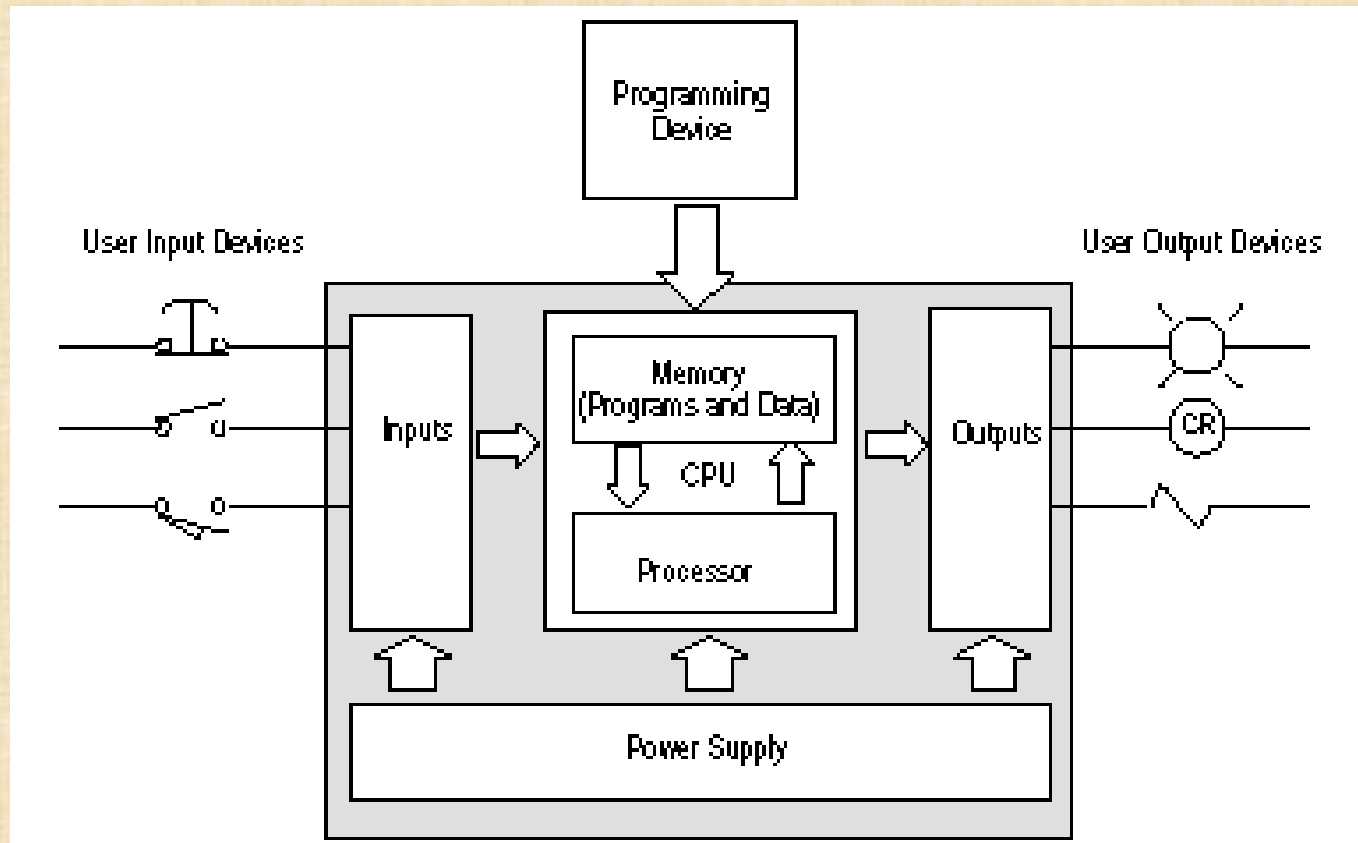 Programming
Device
User Input Devices
User Output Devices
Inputs
Memory
(Programs and Data)
CPU
Processor
Outputs
CR
Power Supply